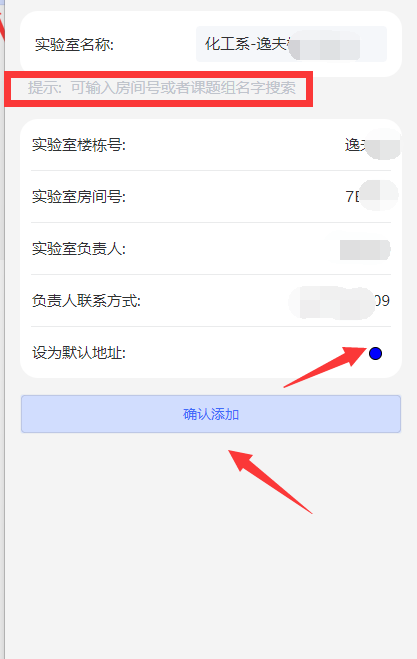 实验室名称: 化工系-逸夫
提示: 可输入房间号或者课题组名字搜索
实验室楼栋号: 逸
实验室房间号: 7E
实验室负责人:
负责人联系方式: 09
设为默认地址:
确认添加